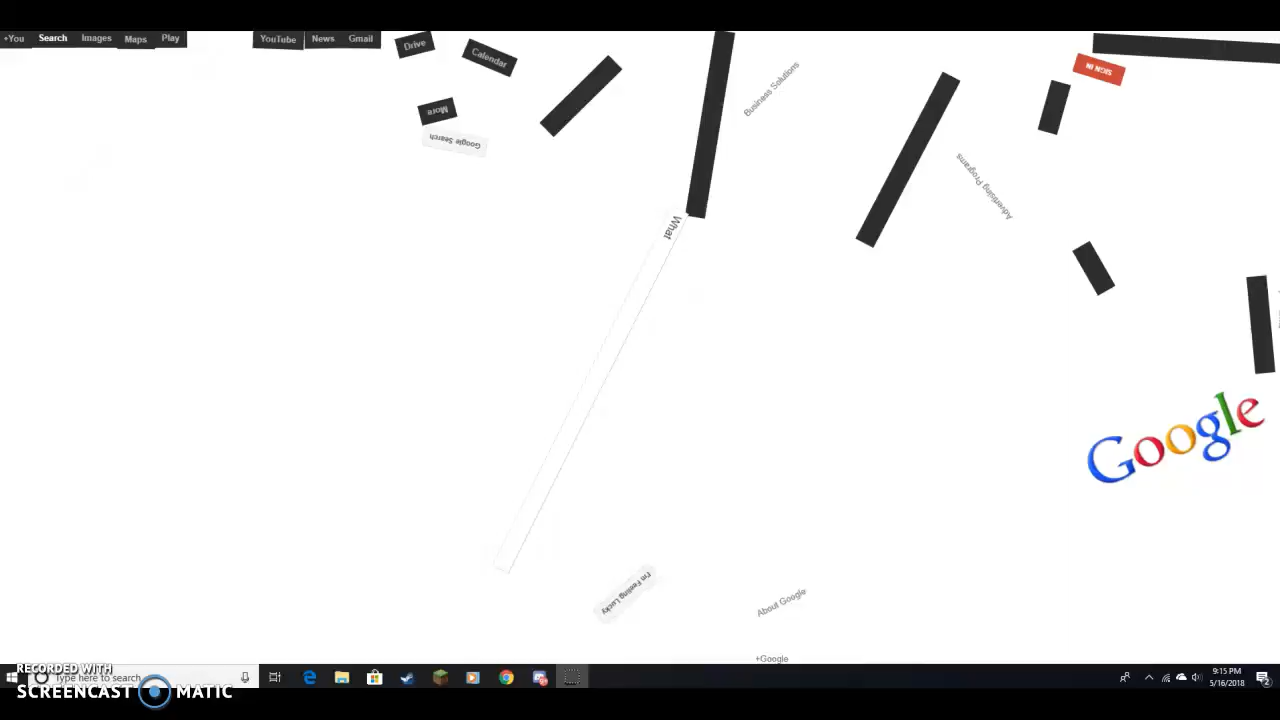 +You Search Images Maps Play YouTube News Gmail
Drive
Calendar
SIGN IN
Business Solutions
More
Google Search
Advertising Programs
What
Google
I'm Feeling Lucky
About Google
+Google
RECORDED WITH
Type here to search
SCREENCAST MATIC
9:15 PM
5/16/2018
2